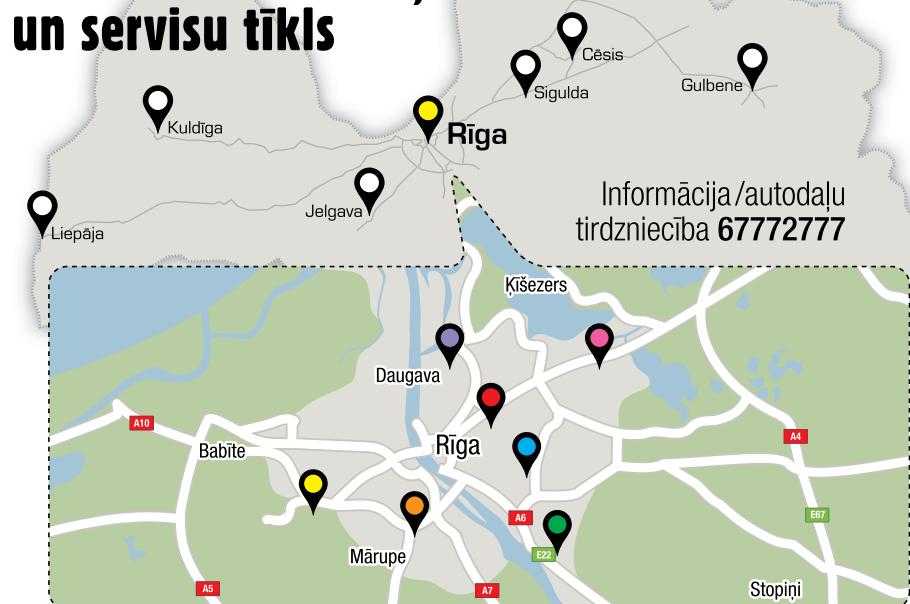 un servisu tīkls
Cēsis
Sigulda
Gulbene
Kuldīga
Rīga
Jelgava
Liepāja
Informācija/autodaļu
tirdzniecība 67772777
Ķīšezers
Daugava
A10
Babīte
Rīga
A4
A6
E67
E22
Mārupe
A5
A7
Stopiņi